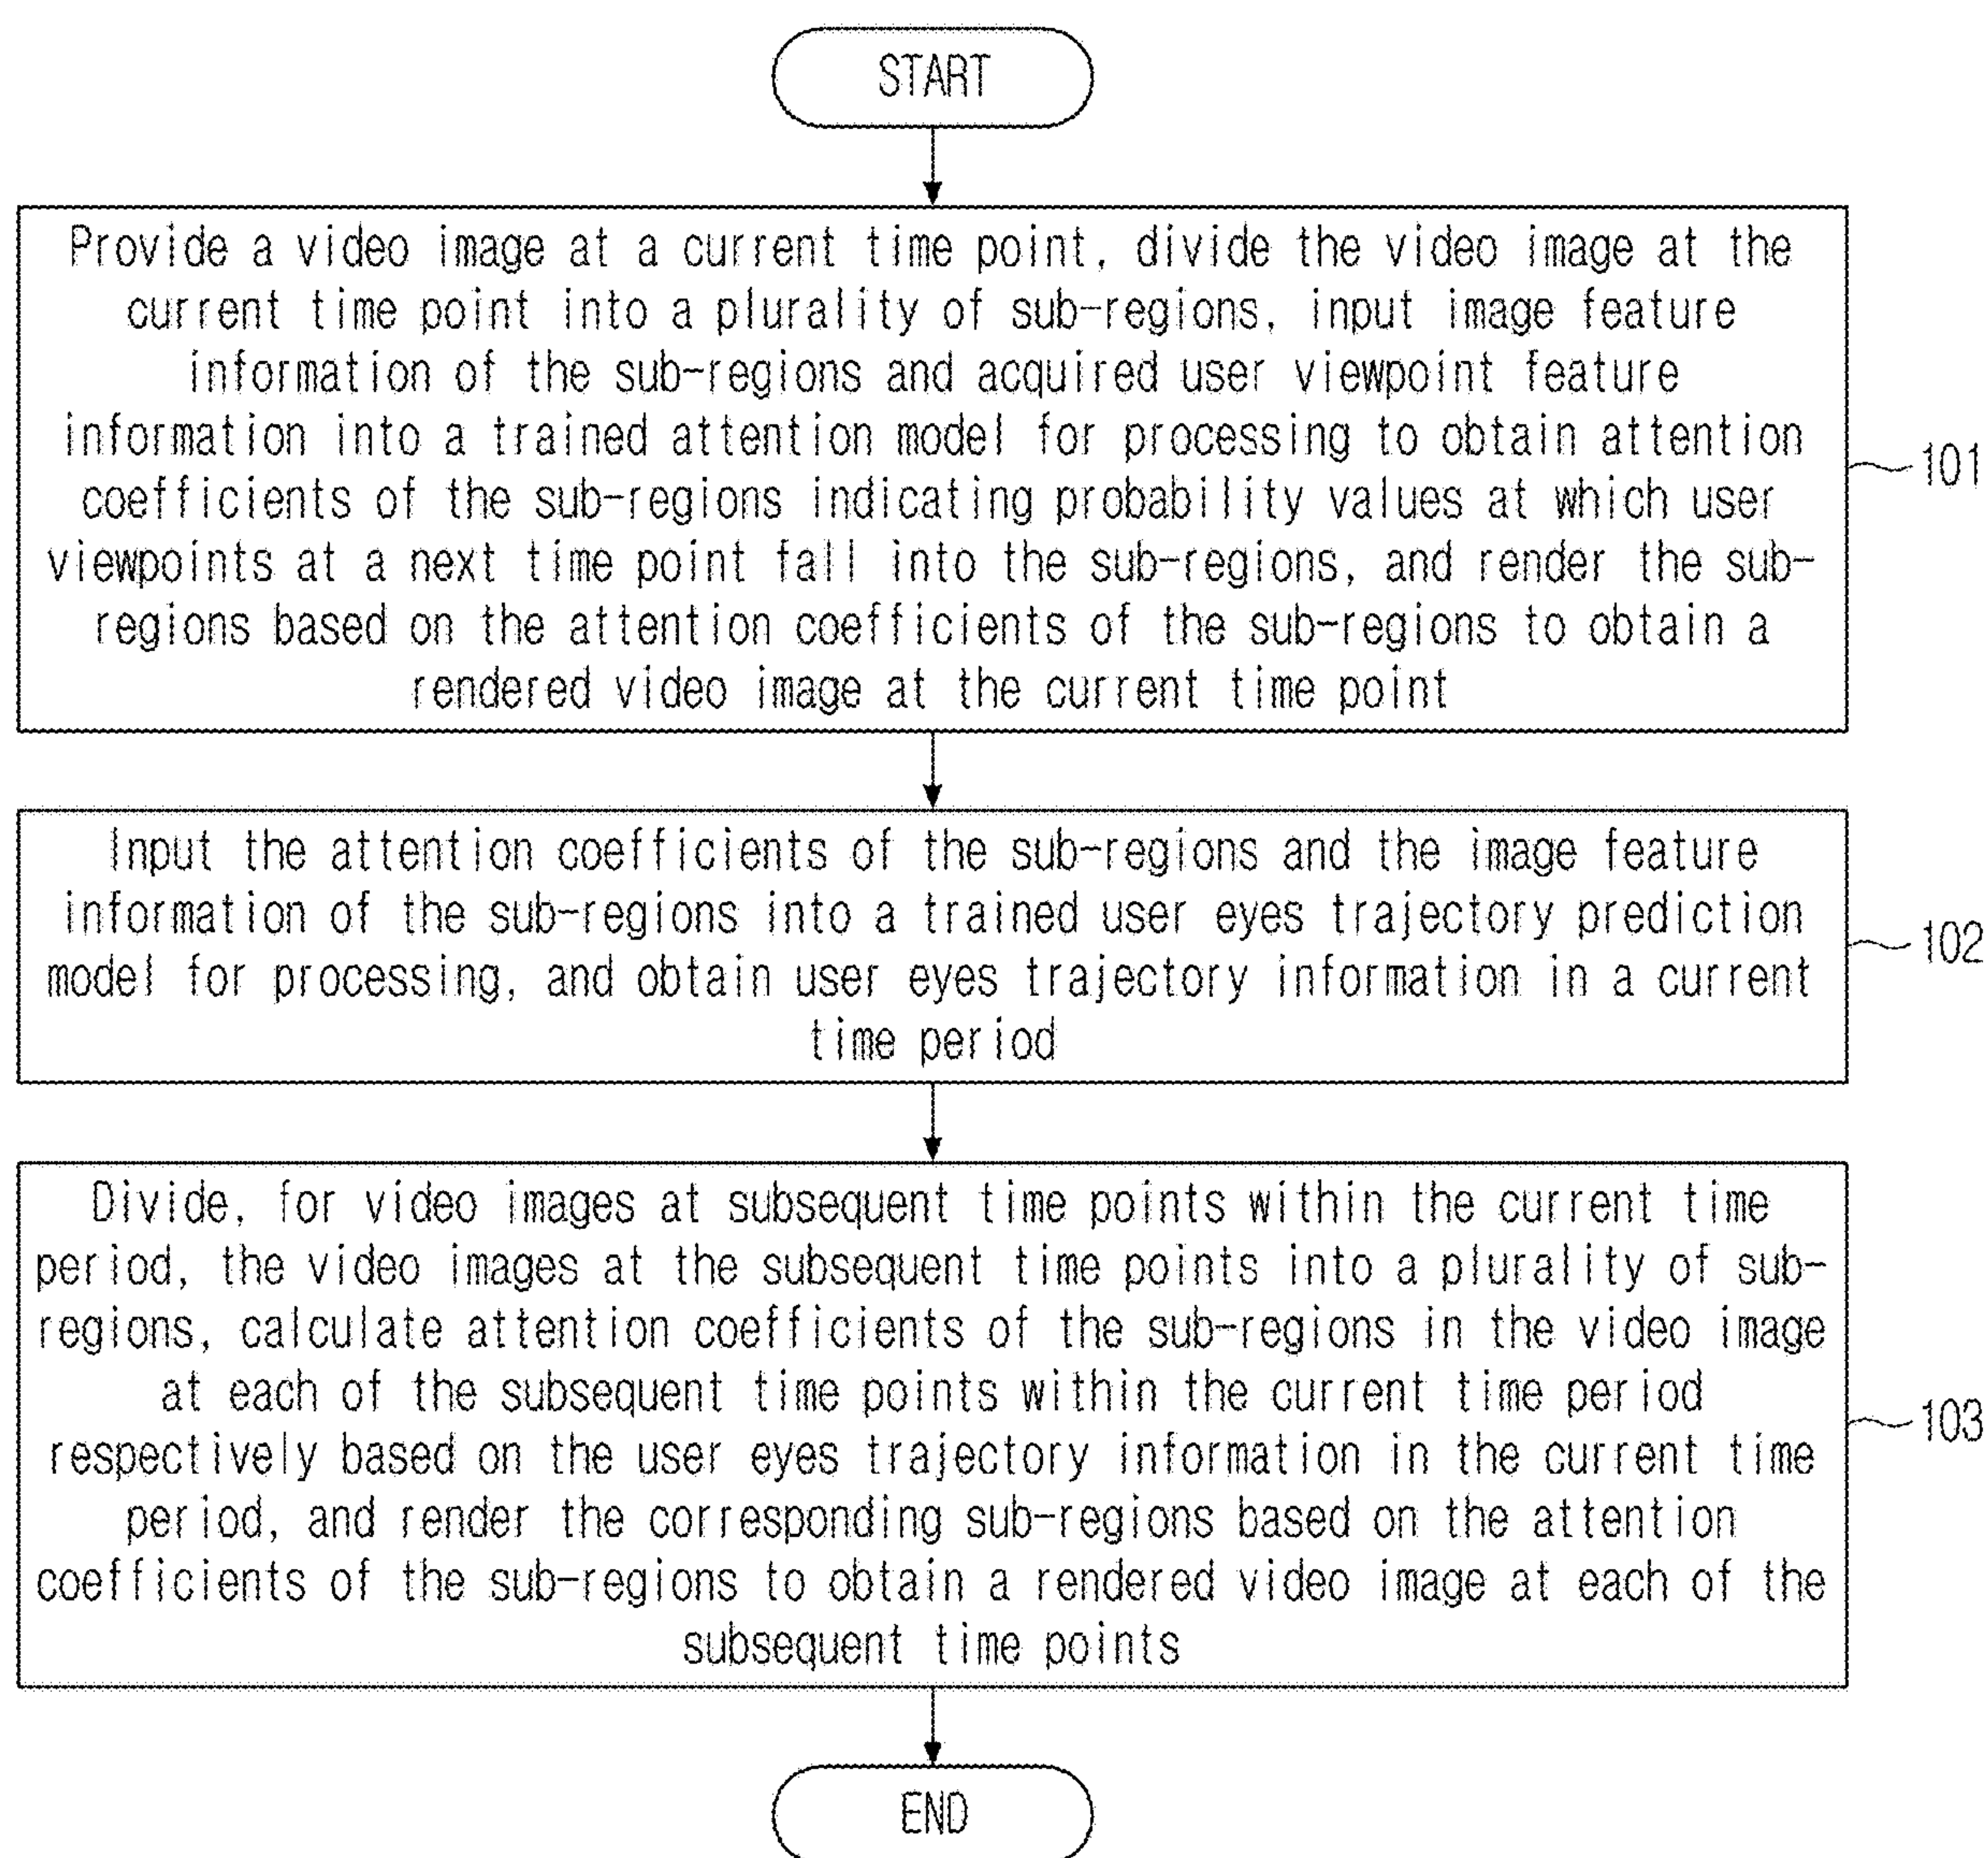 START
Provide a video image at a current time point, divide the video image at the
current time point into a plurality of sub-regions, input image feature
information of the sub-regions and acquired user viewpoint feature
information into a trained attention model for processing to obtain attention
coefficients of the sub-regions indicating probability values at which user
viewpoints at a next time point fall into the sub-regions, and render the sub-
regions based on the attention coefficients of the sub-regions to obtain a
rendered video image at the current time point
101
Input the attention coefficients of the sub-regions and the image feature
information of the sub-regions into a trained user eyes trajectory prediction
model for processing, and obtain user eyes trajectory information in a current
time period
102
Divide, for video images at subsequent time points within the current time
period, the video images at the subsequent time points into a plurality of sub-
regions, calculate attention coefficients of the sub-regions in the video image
at each of the subsequent time points within the current time period
respectively based on the user eyes trajectory information in the current time
period, and render the corresponding sub-regions based on the attention
coefficients of the sub-regions to obtain a rendered video image at each of the
subsequent time points
103
END